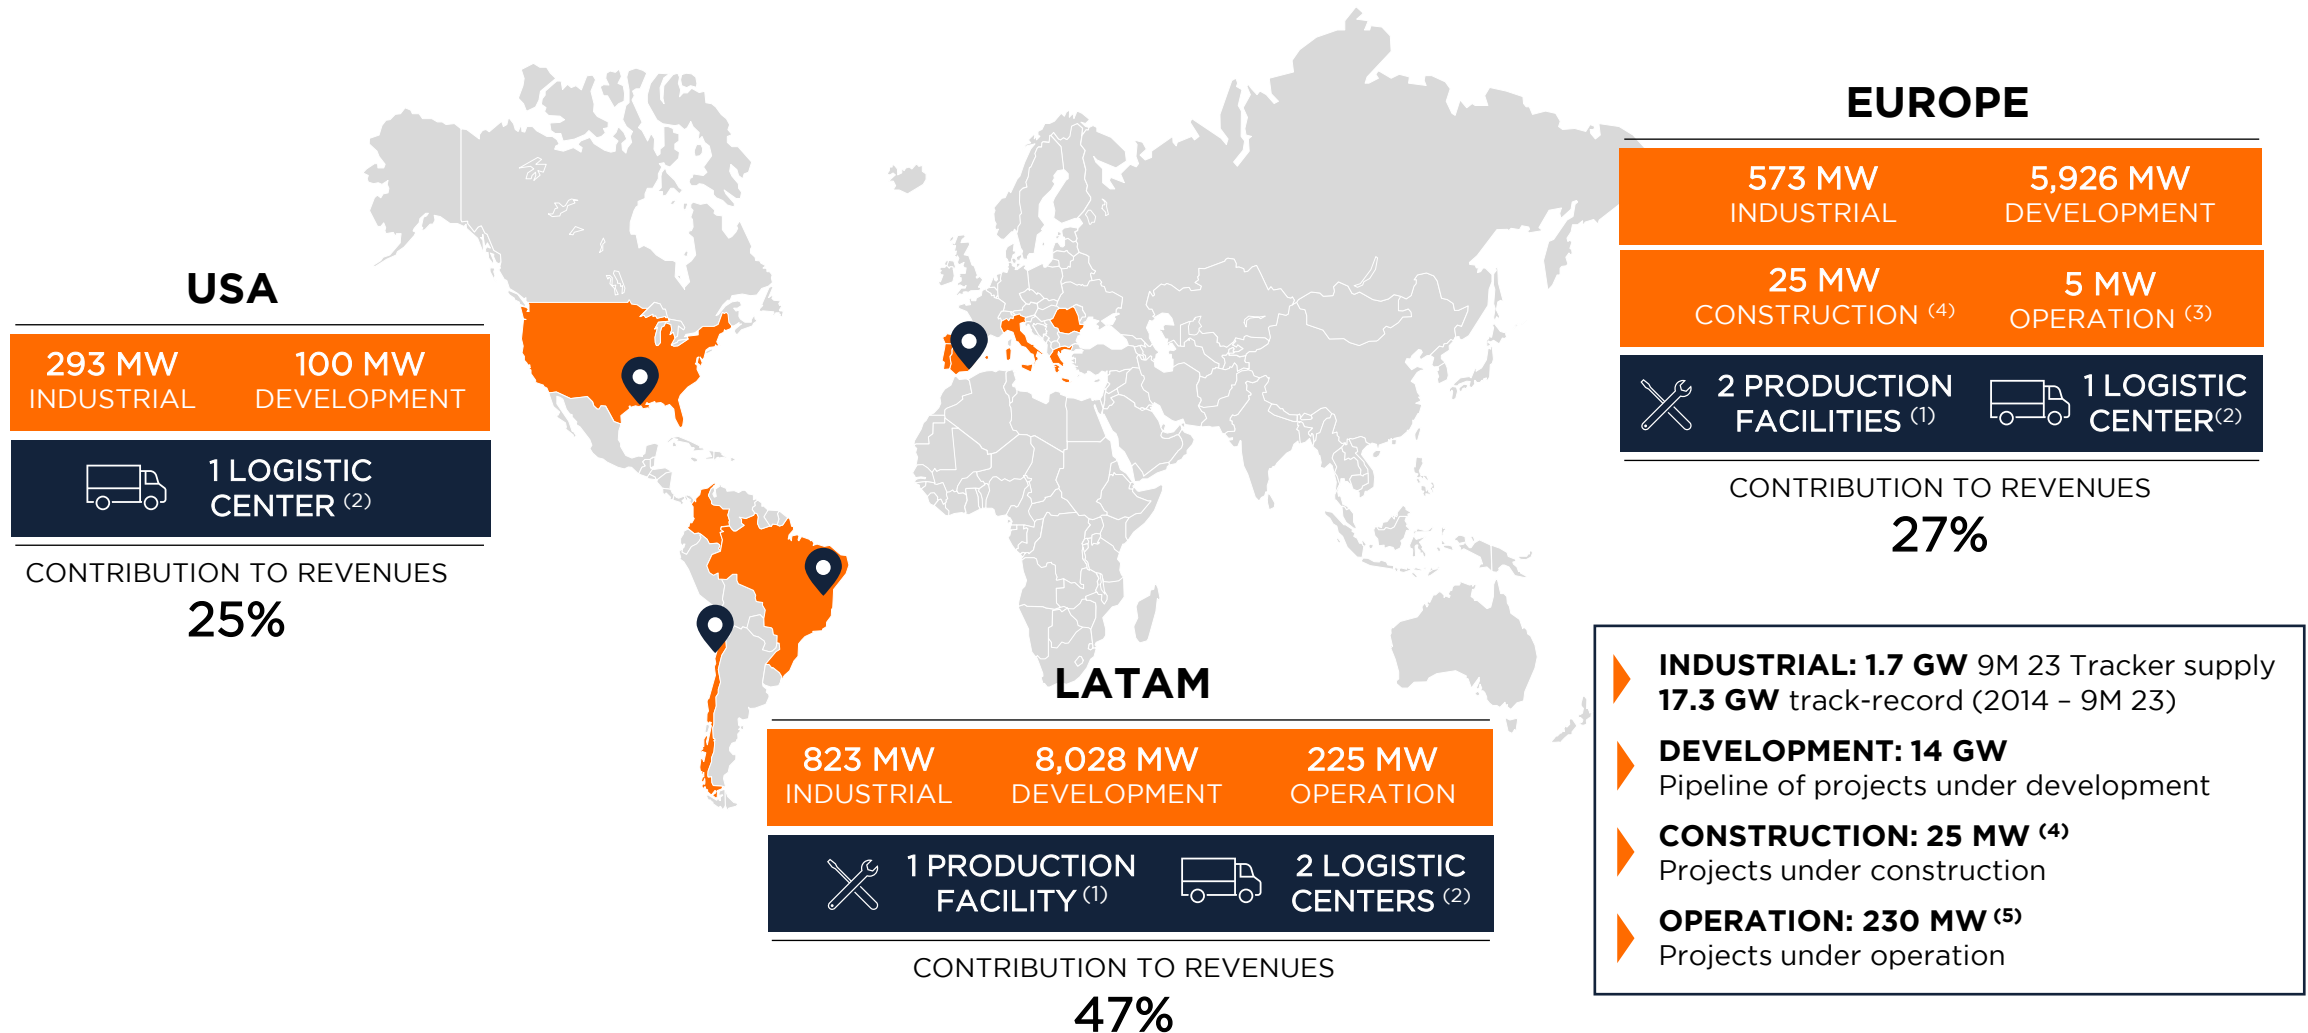 USA
293 MW
INDUSTRIAL
100 MW
DEVELOPMENT
1 LOGISTIC
CENTER (2)
CONTRIBUTION TO REVENUES
25%
LATAM
823 MW
INDUSTRIAL
8,028 MW
DEVELOPMENT
225 MW
OPERATION
1 PRODUCTION
FACILITY (1)
2 LOGISTIC
CENTERS (2)
CONTRIBUTION TO REVENUES
47%
EUROPE
573 MW
INDUSTRIAL
5,926 MW
DEVELOPMENT
25 MW
CONSTRUCTION (4)
5 MW
OPERATION (3)
2 PRODUCTION
FACILITIES (1)
1 LOGISTIC
CENTER(2)
CONTRIBUTION TO REVENUES
27%
INDUSTRIAL: 1.7 GW 9M 23 Tracker supply
17.3 GW track-record (2014 – 9M 23)
DEVELOPMENT: 14 GW
Pipeline of projects under development
CONSTRUCTION: 25 MW (4)
Projects under construction
OPERATION: 230 MW (5)
Projects under operation